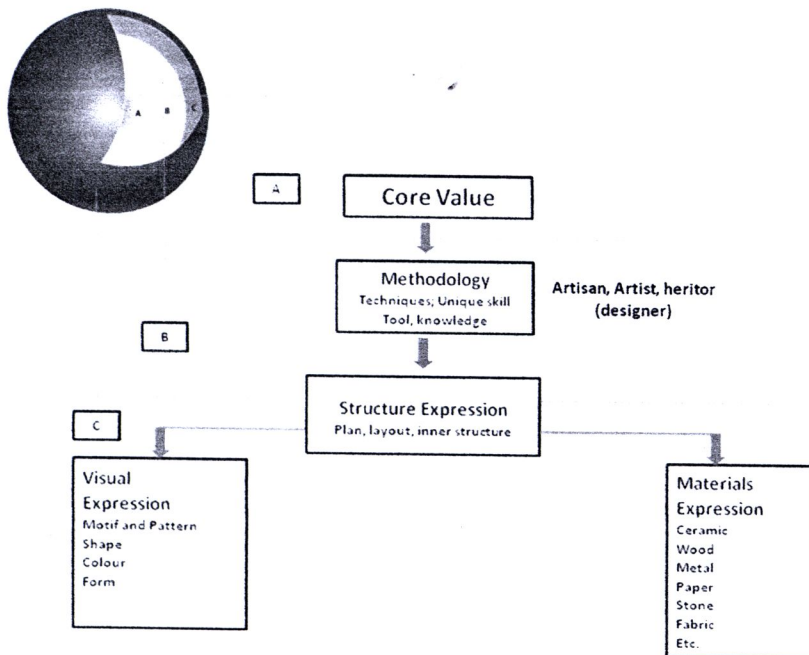 A B C
A
Core Value
Methodology
Techniques; Unique skill
Tool, knowledge
Artisan, Artist, heritor
(designer)
B
Structure Expression
Plan, layout, inner structure
C
Visual
Expression
Motif and Pattern
Shape
Colour
Form
Materials
Expression
Ceramic
Wood
Metal
Paper
Stone
Fabric
Etc.